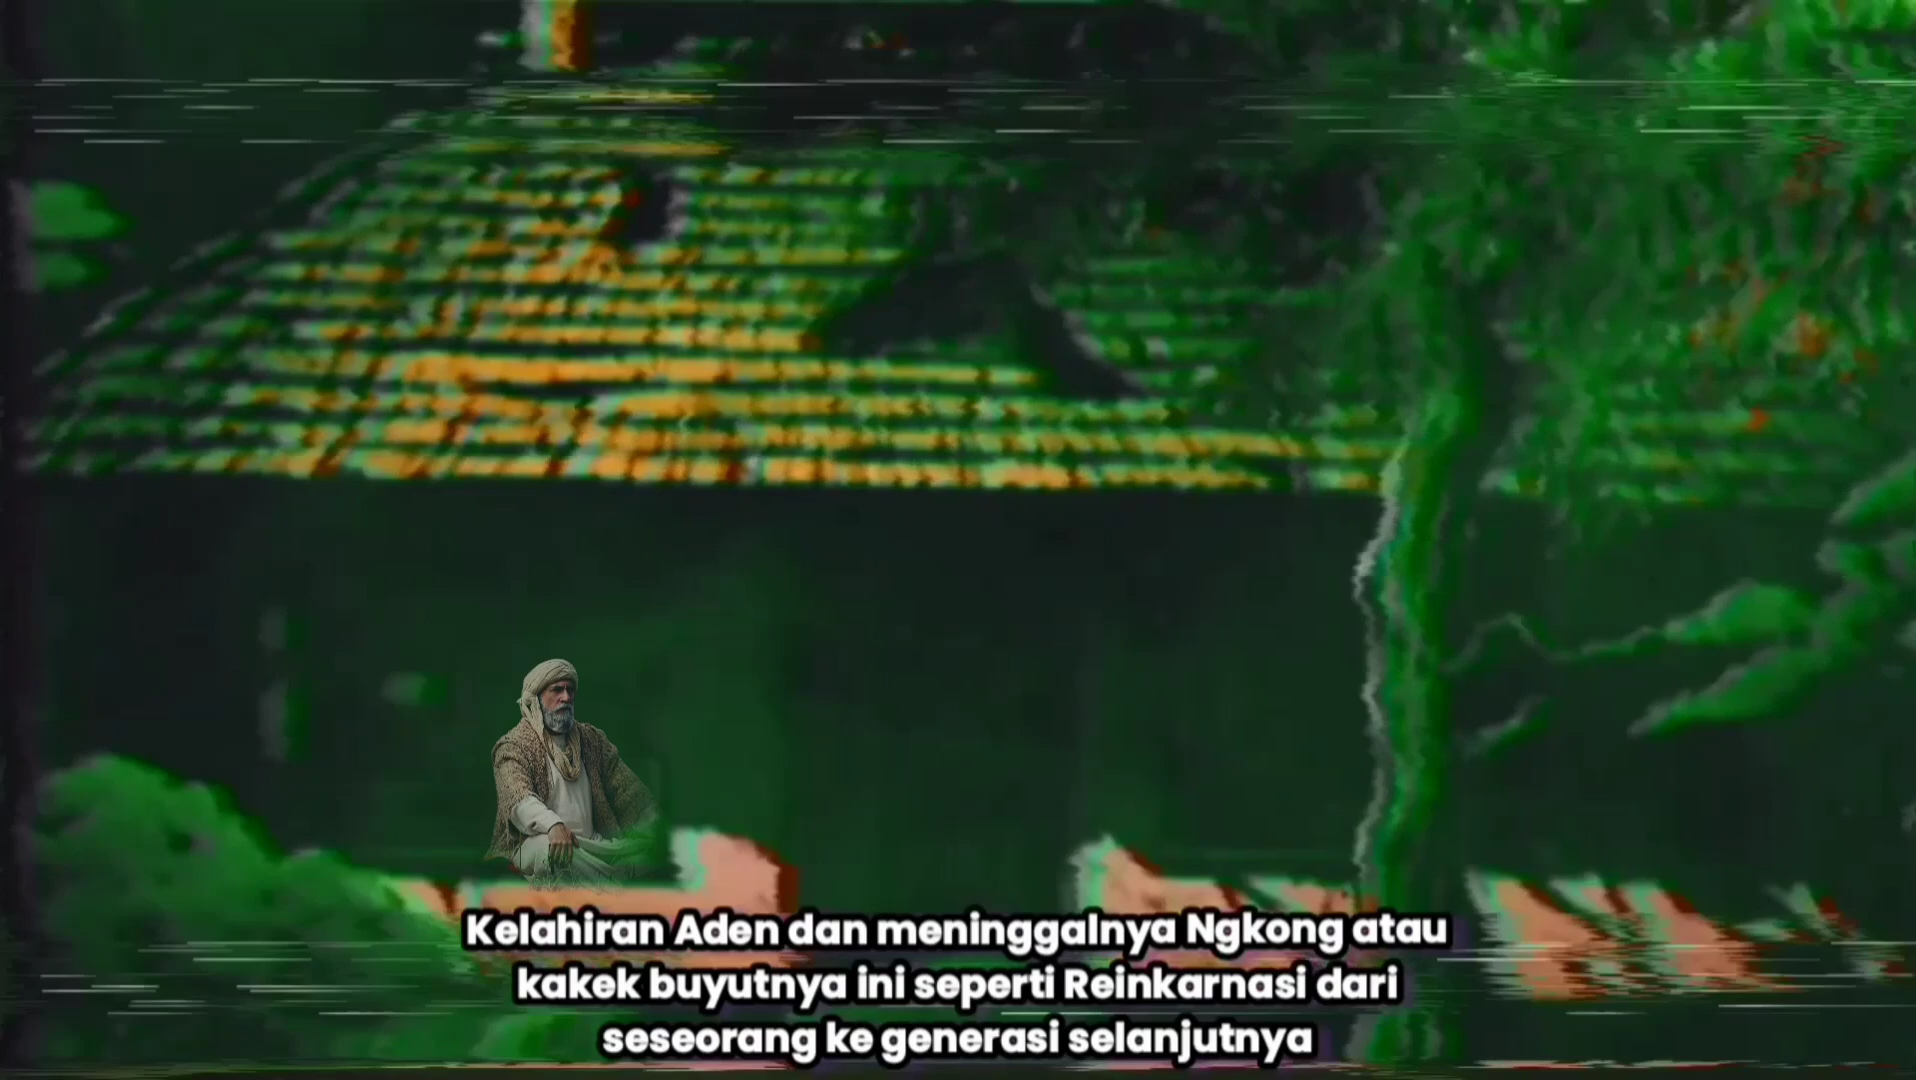 Kelahiran Aden dan meninggalnya Ngkong atau
kakek buyutnya ini seperti Reinkarnasi dari
seseorang ke generasi selanjutnya